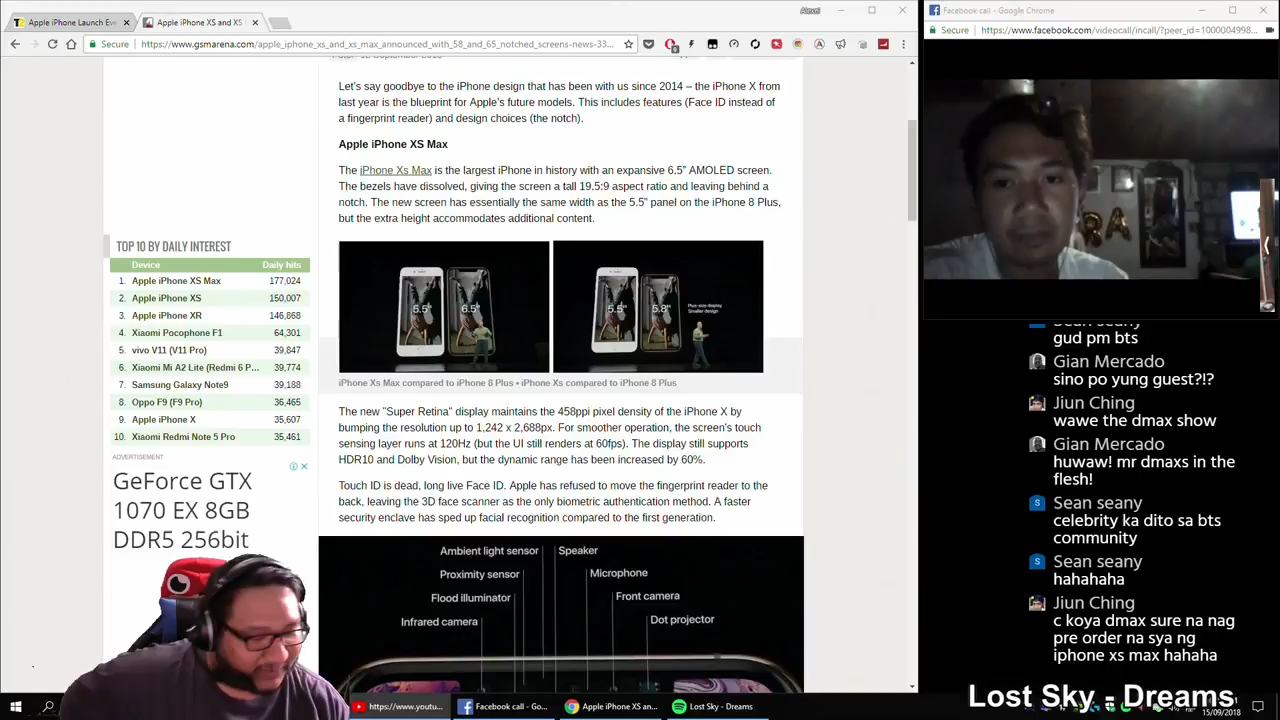 Apple iPhone Launch Eve
Apple iPhone XS and XS
Alexei
Secure
https://www.gsmarena.com/apple_iphone_xs_and_xs_max_announced_with_58_and_65_notched_screens-news-33...
Let's say goodbye to the iPhone design that has been with us since 2014 – the iPhone X from
last year is the blueprint for Apple's future models. This includes features (Face ID instead of
a fingerprint reader) and design choices (the notch).
Apple iPhone XS Max
The iPhone Xs Max is the largest iPhone in history with an expansive 6.5" AMOLED screen.
The bezels have dissolved, giving the screen a tall 19.5:9 aspect ratio and leaving behind a
notch. The new screen has essentially the same width as the 5.5" panel on the iPhone 8 Plus,
but the extra height accommodates additional content.
5.5"
6.5"
5.5"
5.8"
Plus-size display
Smaller design
iPhone Xs Max compared to iPhone 8 Plus • iPhone Xs compared to iPhone 8 Plus
The new "Super Retina" display maintains the 458ppi pixel density of the iPhone X by
bumping the resolution up to 1,242 x 2,688px. For smoother operation, the screen's touch
sensing layer runs at 120Hz (but the UI still renders at 60fps). The display still supports
HDR10 and Dolby Vision, but the dynamic range has been increased by 60%.
Touch ID is dead, long live Face ID. Apple has refused to move the fingerprint reader to the
back, leaving the 3D face scanner as the only biometric authentication method. A faster
security enclave has sped up facial recognition compared to the first generation.
Ambient light sensor
Speaker
Proximity sensor
Microphone
Flood illuminator
Front camera
Infrared camera
Dot projector
TOP 10 BY DAILY INTEREST
Device Daily hits
1. Apple iPhone XS Max 177,024
2. Apple iPhone XS 150,007
3. Apple iPhone XR 146,868
4. Xiaomi Pocophone F1 64,301
5. vivo V11 (V11 Pro) 39,847
6. Xiaomi Mi A2 Lite (Redmi 6 P... 39,774
7. Samsung Galaxy Note9 39,188
8. Oppo F9 (F9 Pro) 36,465
9. Apple iPhone X 35,607
10. Xiaomi Redmi Note 5 Pro 35,461
ADVERTISEMENT
GeForce GTX
1070 EX 8GB
DDR5 256bit
Facebook call - Google Chrome
Secure
https://www.facebook.com/videocall/incall/?peer_id=1000004998...
Sean seany
gud pm bts
Gian Mercado
sino po yung guest?!?
Jiun Ching
wawe the dmax show
Gian Mercado
huwaw! mr dmaxs in the
flesh!
Sean seany
celebrity ka dito sa bts
community
Sean seany
hahahaha
Jiun Ching
c koya dmax sure na nag
pre order na sya ng
iphone xs max hahaha
Lost Sky - Dreams
https://www.youtu...
Facebook call - Go...
Apple iPhone XS an...
Lost Sky - Dreams
15/09/2018